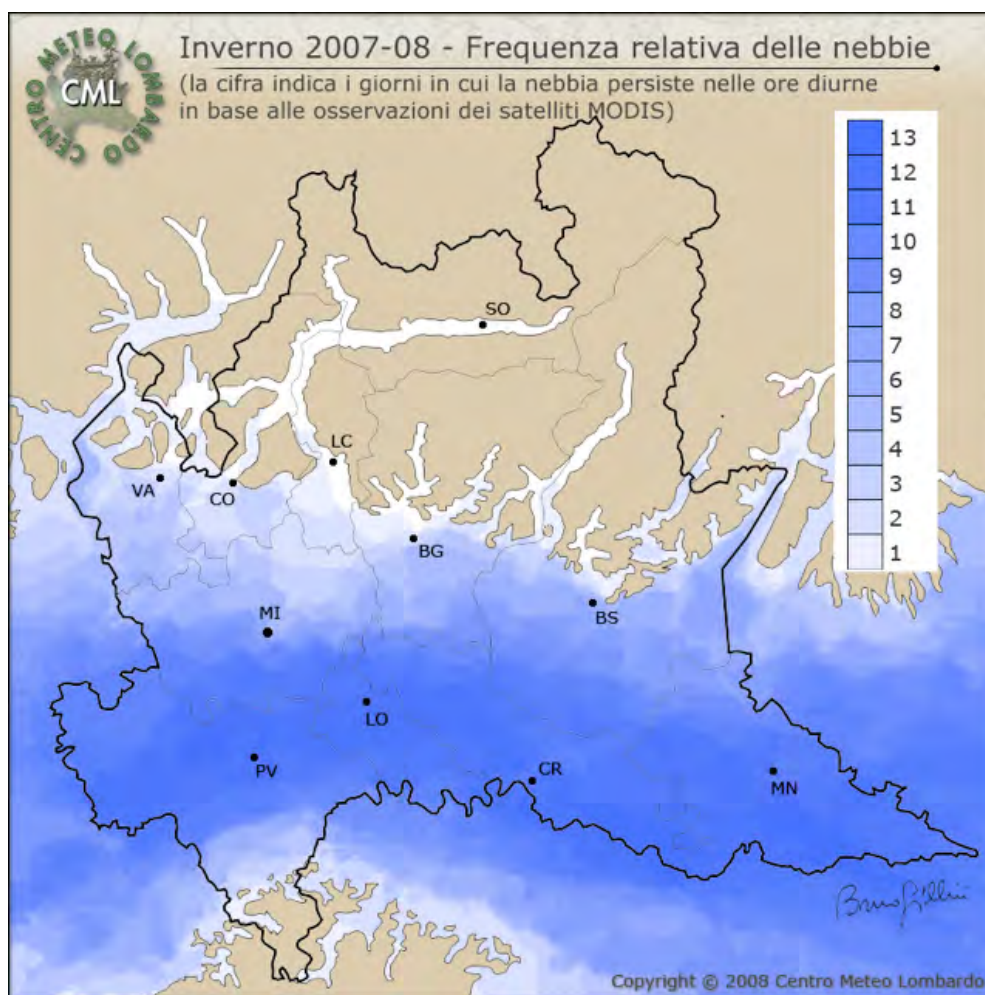 CENTRO METEO LOMBARDO
CML
Inverno 2007-08 - Frequenza relativa delle nebbie
(la cifra indica i giorni in cui la nebbia persiste nelle ore diurne
in base alle osservazioni dei satelliti MODIS)
13
12
11
10
9
8
7
6
5
4
3
2
1
SO
LC
VA
CO
BG
BS
MI
LO
PV
CR
MN
Copyright © 2008 Centro Meteo Lombardo